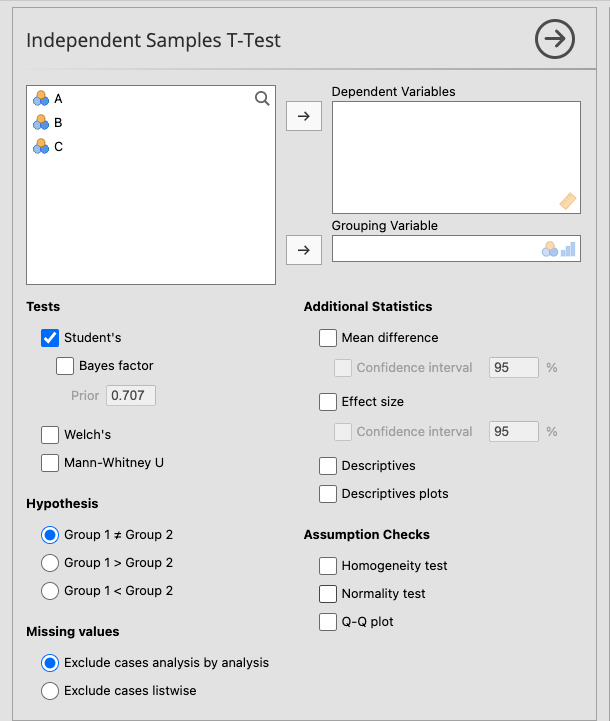 Independent Samples T-Test
A
B
C
Dependent Variables
Grouping Variable
Tests
Student's
Bayes factor
Prior 0.707
Welch's
Mann-Whitney U
Hypothesis
Group 1 ≠ Group 2
Group 1 > Group 2
Group 1 < Group 2
Missing values
Exclude cases analysis by analysis
Exclude cases listwise
Additional Statistics
Mean difference
Confidence interval 95 %
Effect size
Confidence interval 95 %
Descriptives
Descriptives plots
Assumption Checks
Homogeneity test
Normality test
Q-Q plot